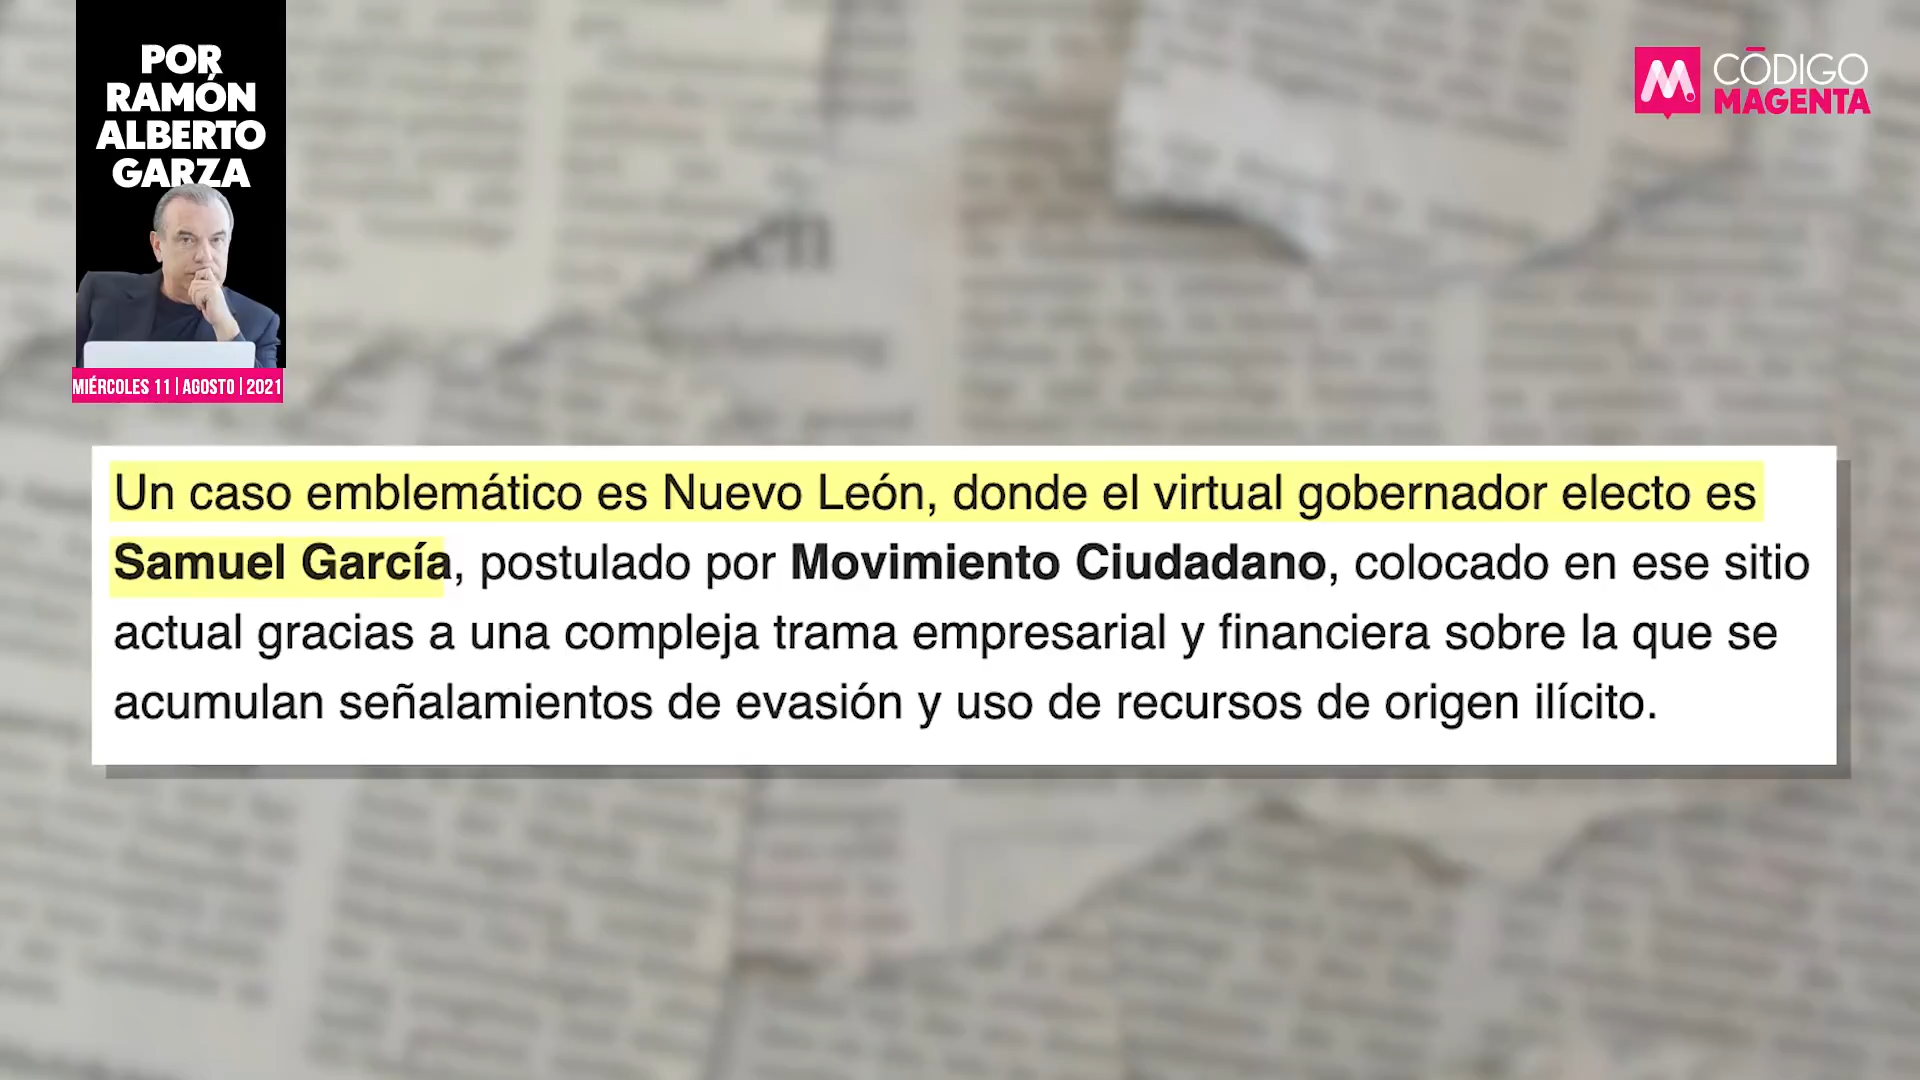 POR
RAMÓN
ALBERTO
GARZA
MIÉRCOLES 11 | AGOSTO | 2021
CÓDIGO
MAGENTA
Un caso emblemático es Nuevo León, donde el virtual gobernador electo es
Samuel García, postulado por Movimiento Ciudadano, colocado en ese sitio
actual gracias a una compleja trama empresarial y financiera sobre la que se
acumulan señalamientos de evasión y uso de recursos de origen ilícito.